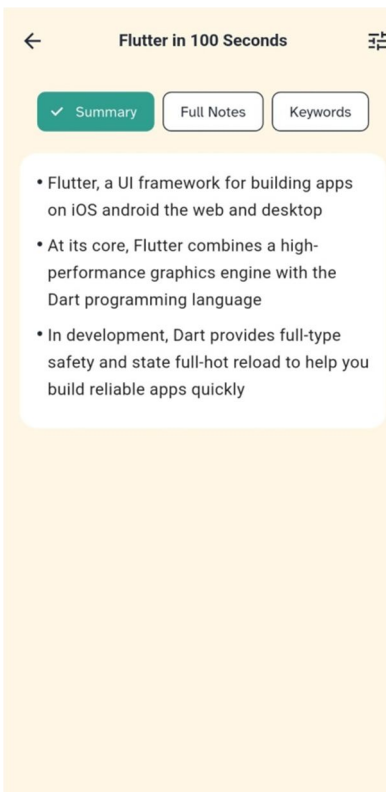 Flutter in 100 Seconds
Summary
Full Notes
Keywords
• Flutter, a UI framework for building apps
on iOS android the web and desktop
• At its core, Flutter combines a high-
performance graphics engine with the
Dart programming language
• In development, Dart provides full-type
safety and state full-hot reload to help you
build reliable apps quickly